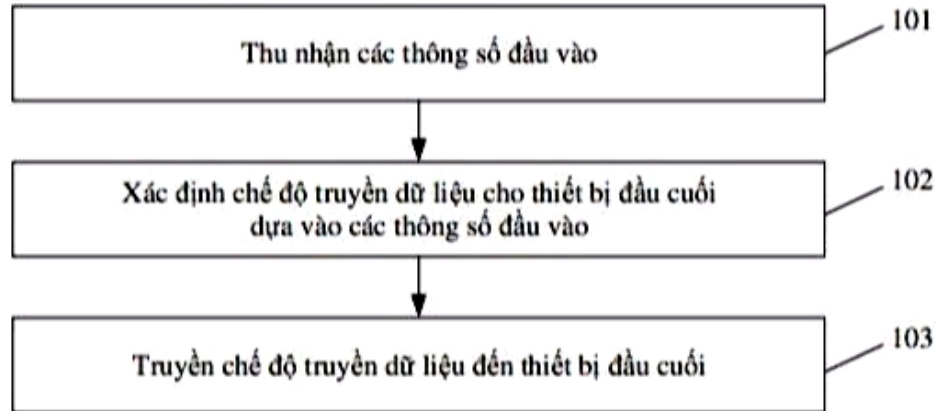 101
Thu nhận các thông số đầu vào
102
Xác định chế độ truyền dữ liệu cho thiết bị đầu cuối
dựa vào các thông số đầu vào
103
Truyền chế độ truyền dữ liệu đến thiết bị đầu cuối